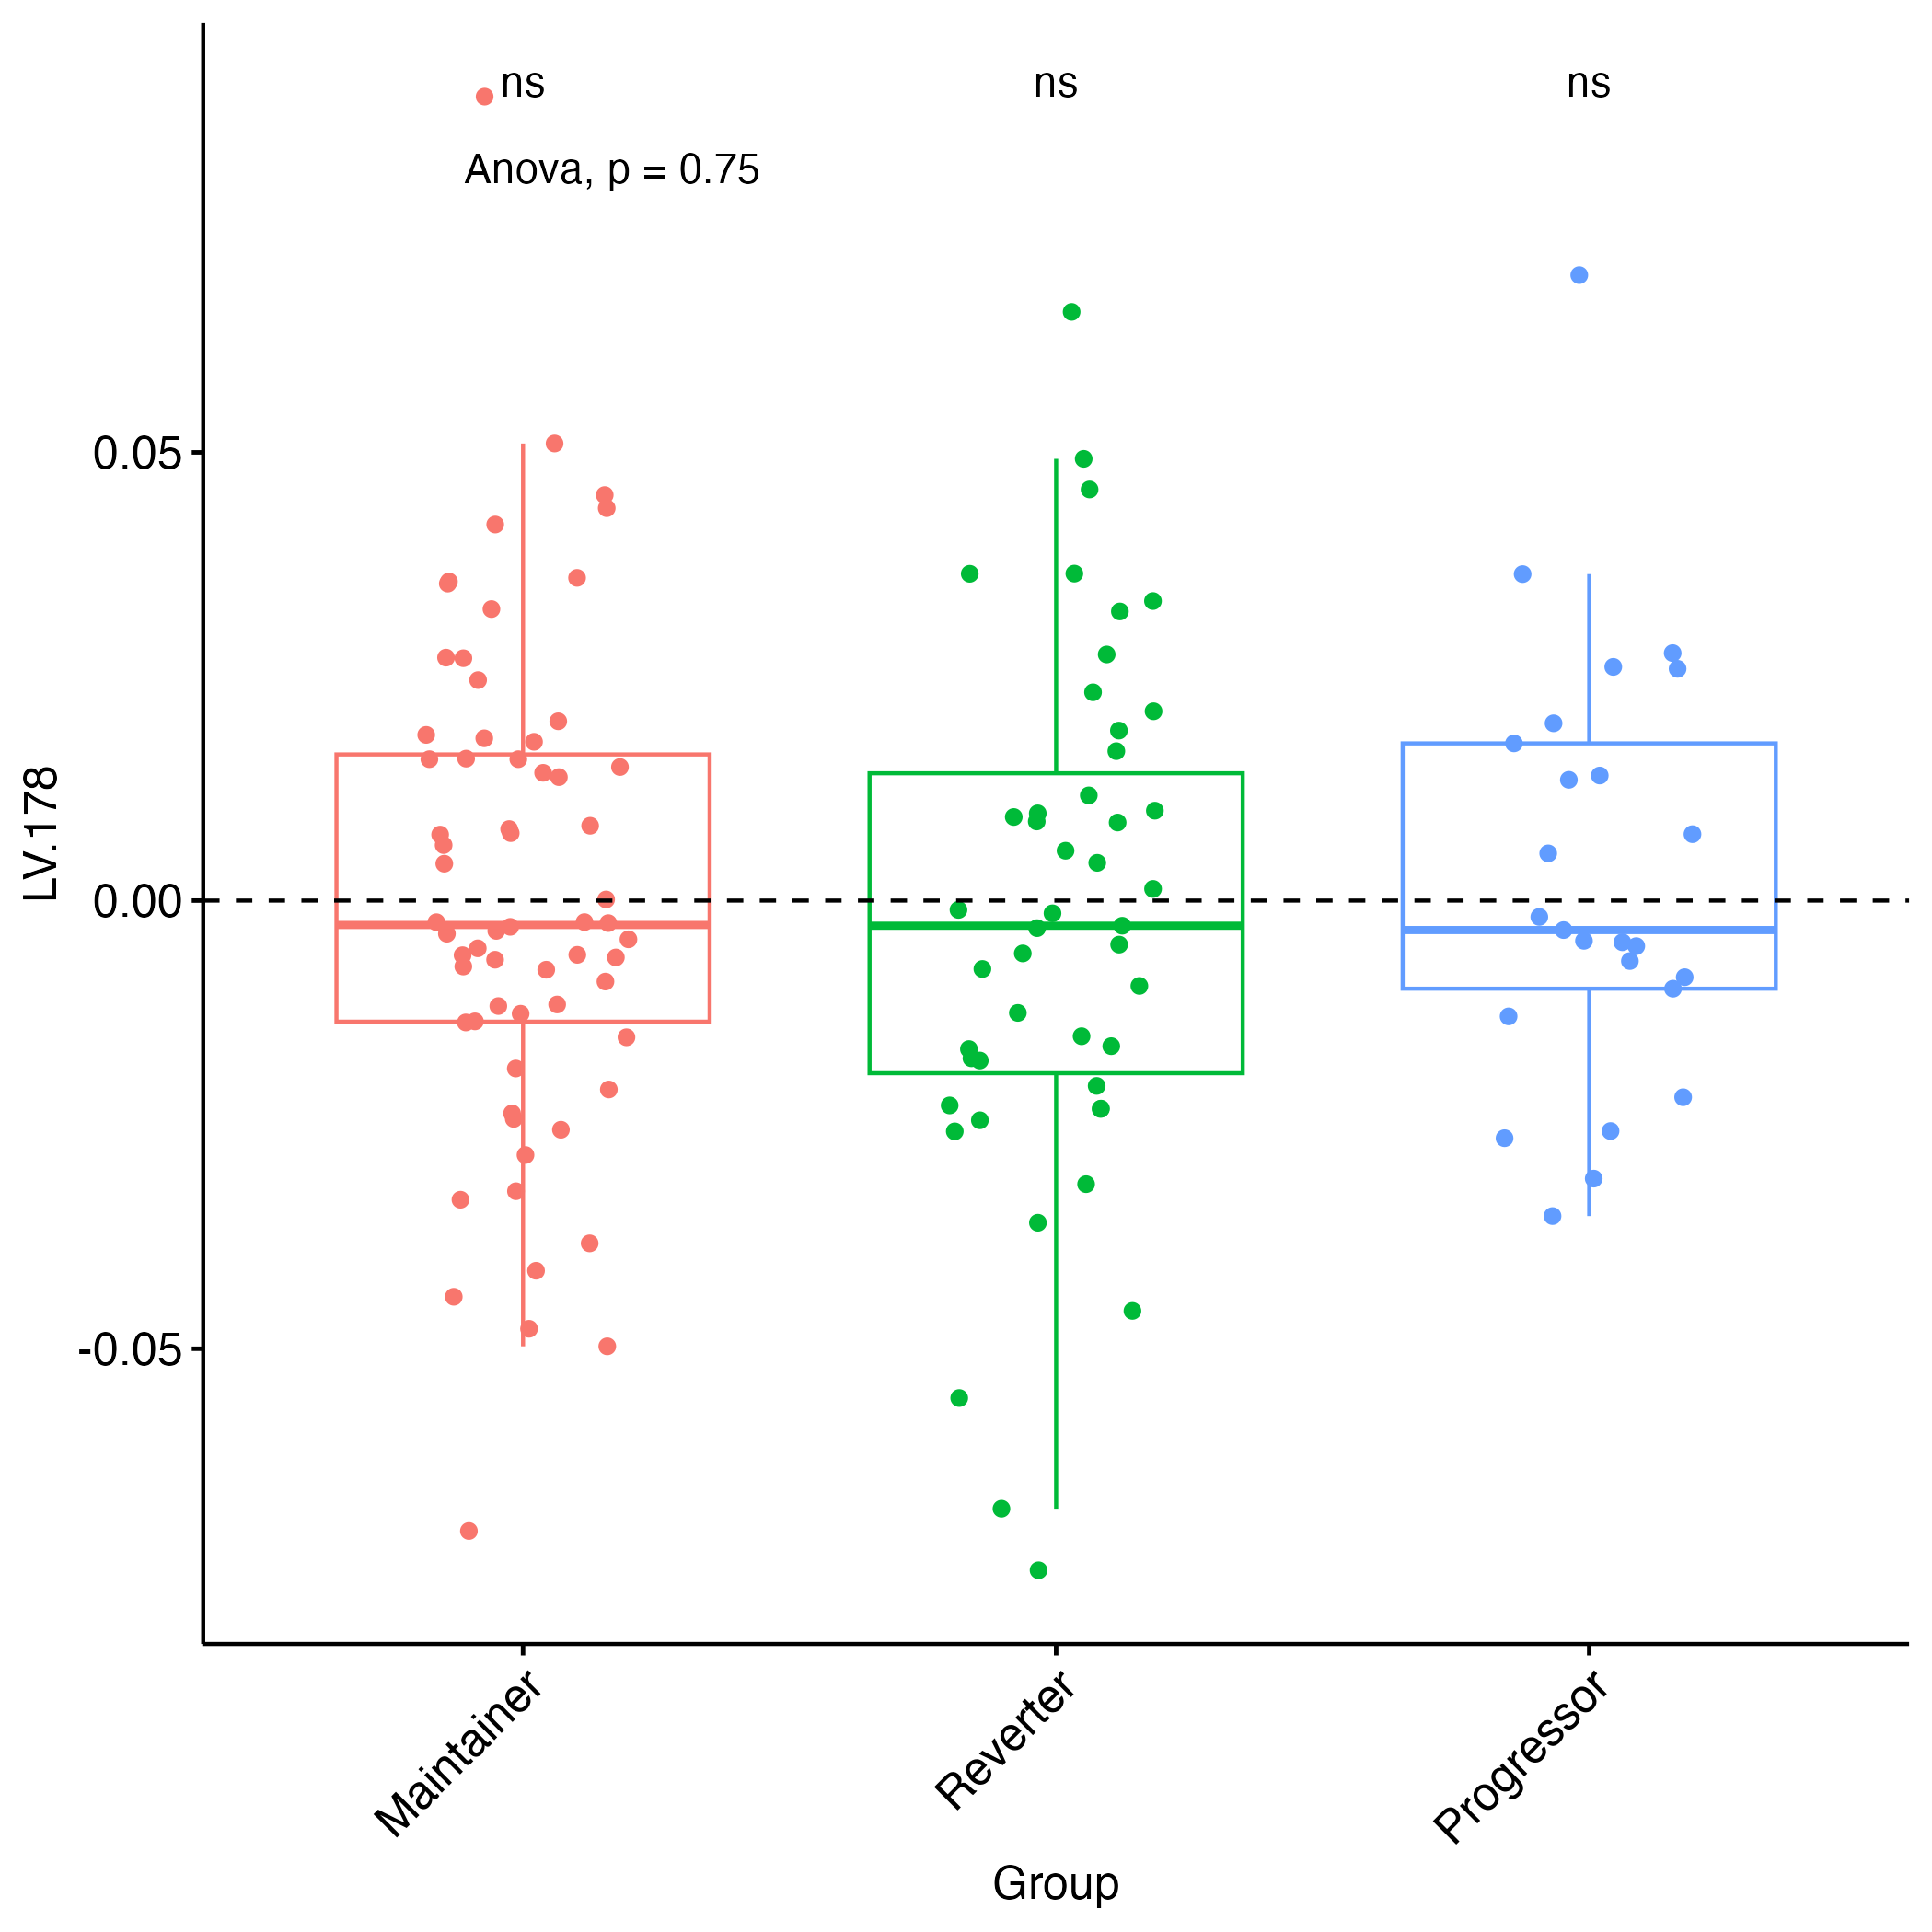 ns ns ns
Anova, p = 0.75
0.05
0.00
-0.05
LV.178
Maintainer
Reverter
Progressor
Group